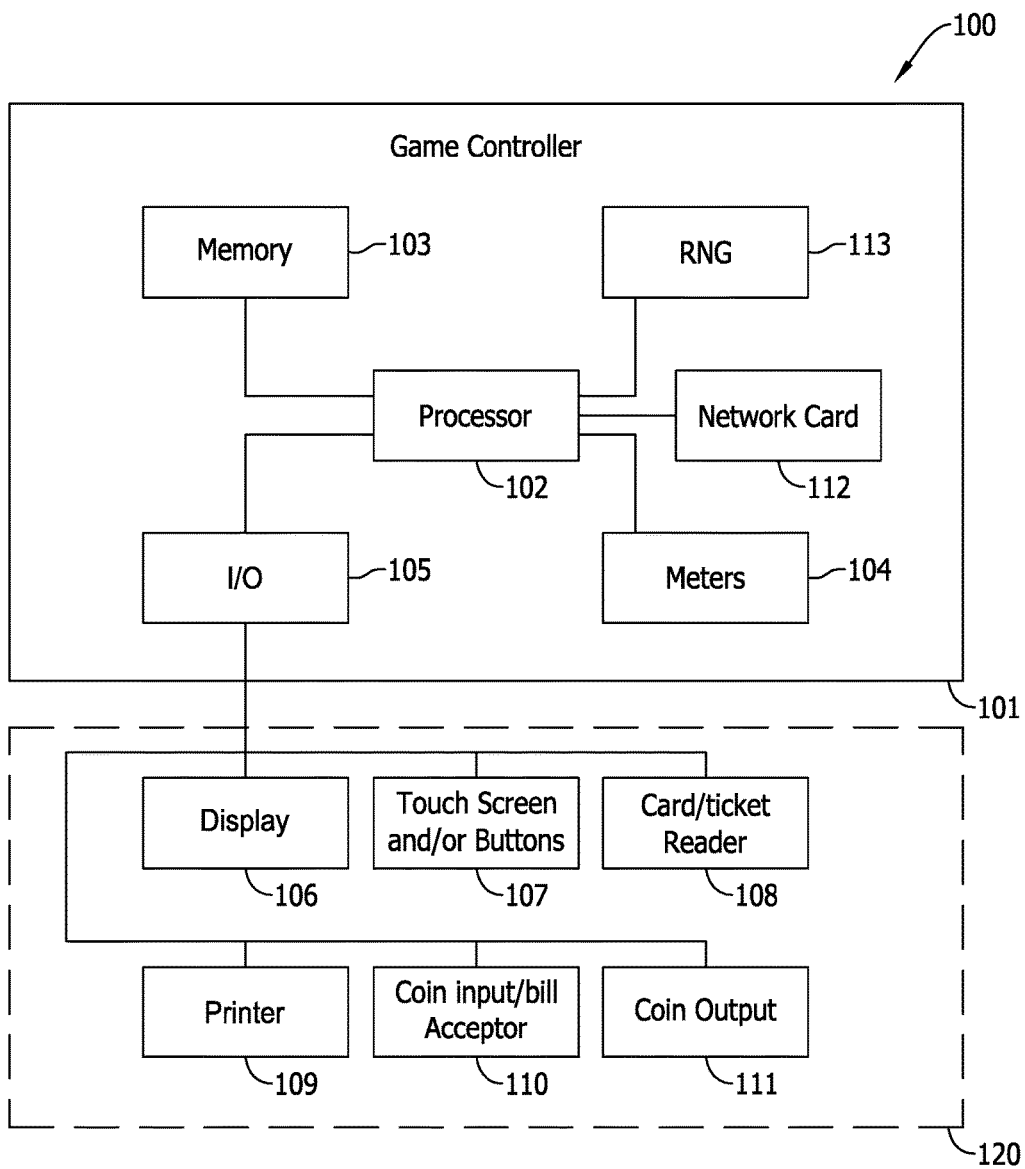 100
Game Controller
Memory
103
RNG
113
Processor
102
Network Card
112
I/O
105
Meters
104
101
Display
106
Touch Screen
and/or Buttons
107
Card/ticket
Reader
108
Printer
109
Coin input/bill
Acceptor
110
Coin Output
111
120